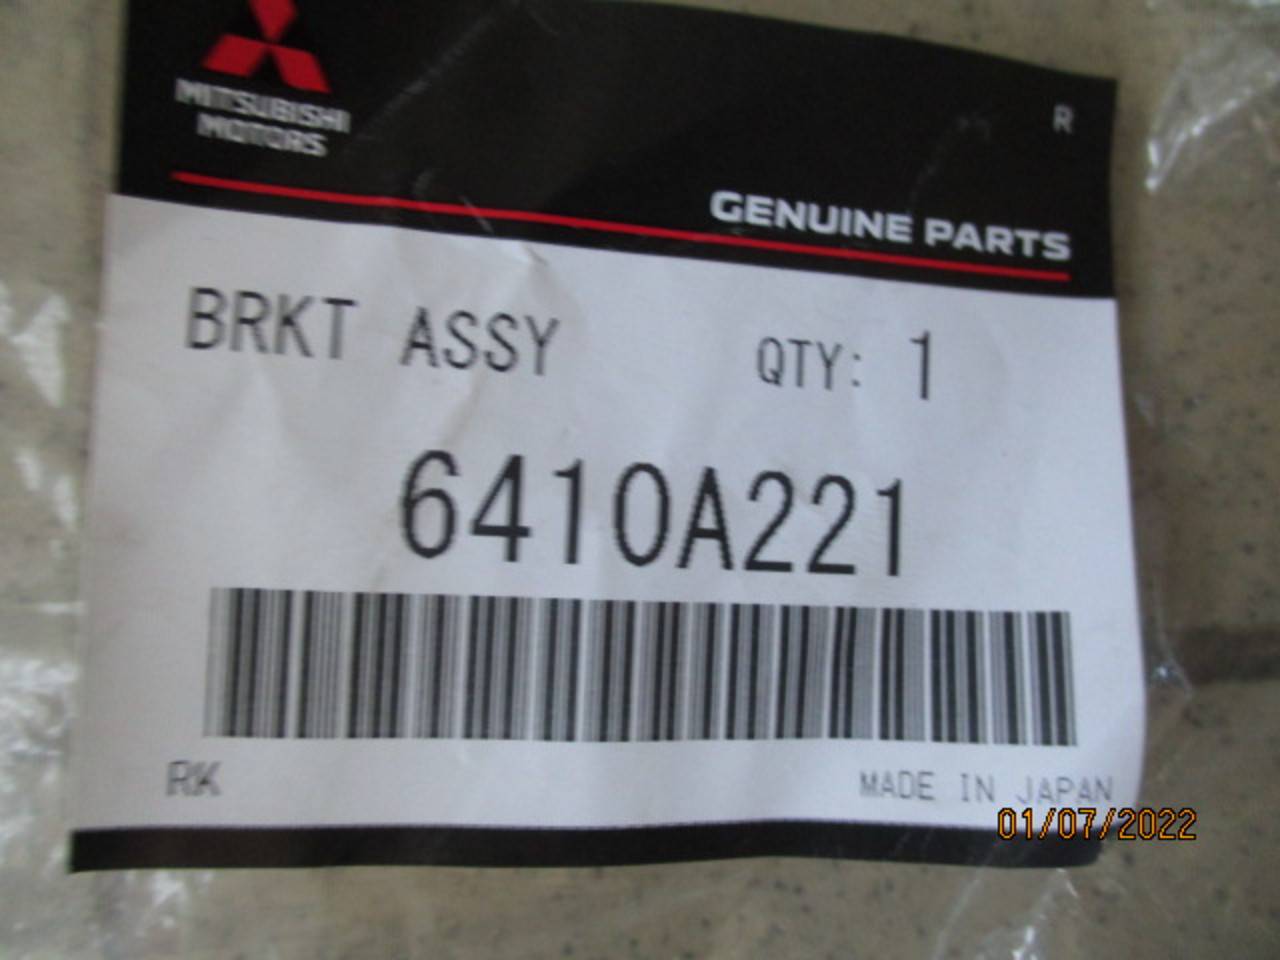 MITSUBISHI
MOTORS
R
GENUINE PARTS
BRKT ASSY QTY: 1
6410A221
RK
MADE IN JAPAN
01/07/2022